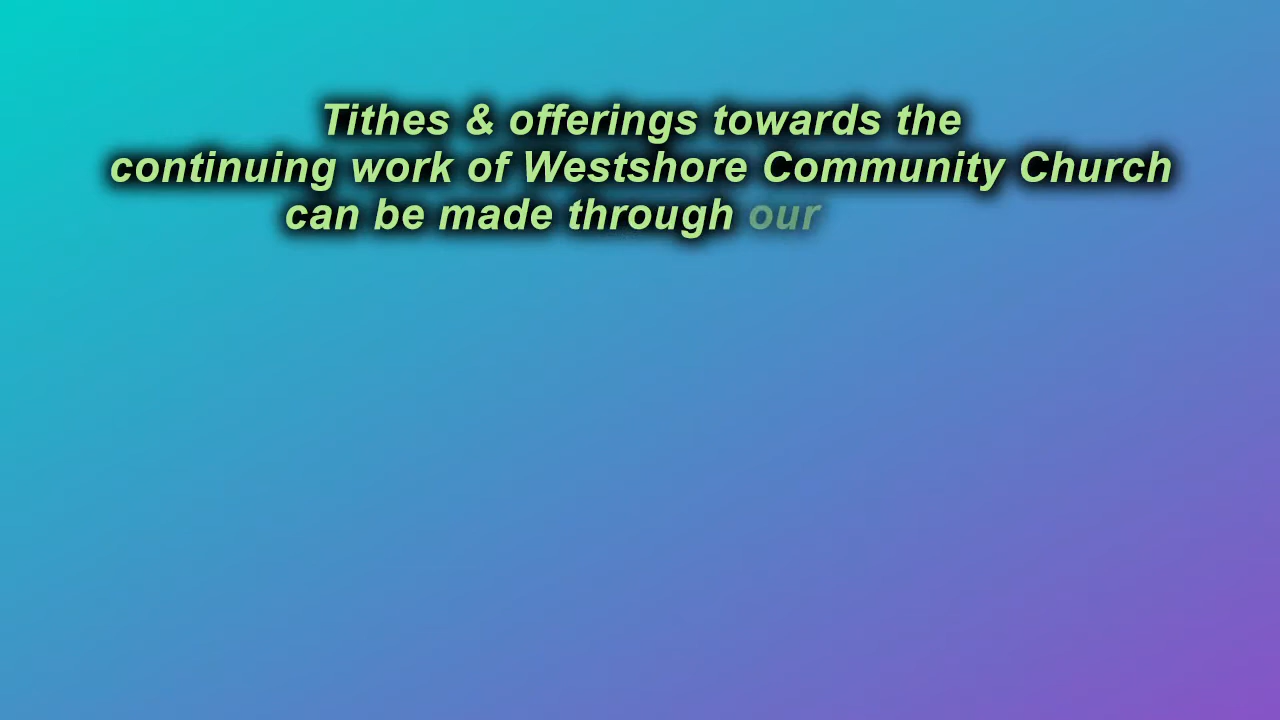 Tithes & offerings towards the
continuing work of Westshore Community Church
can be made through our